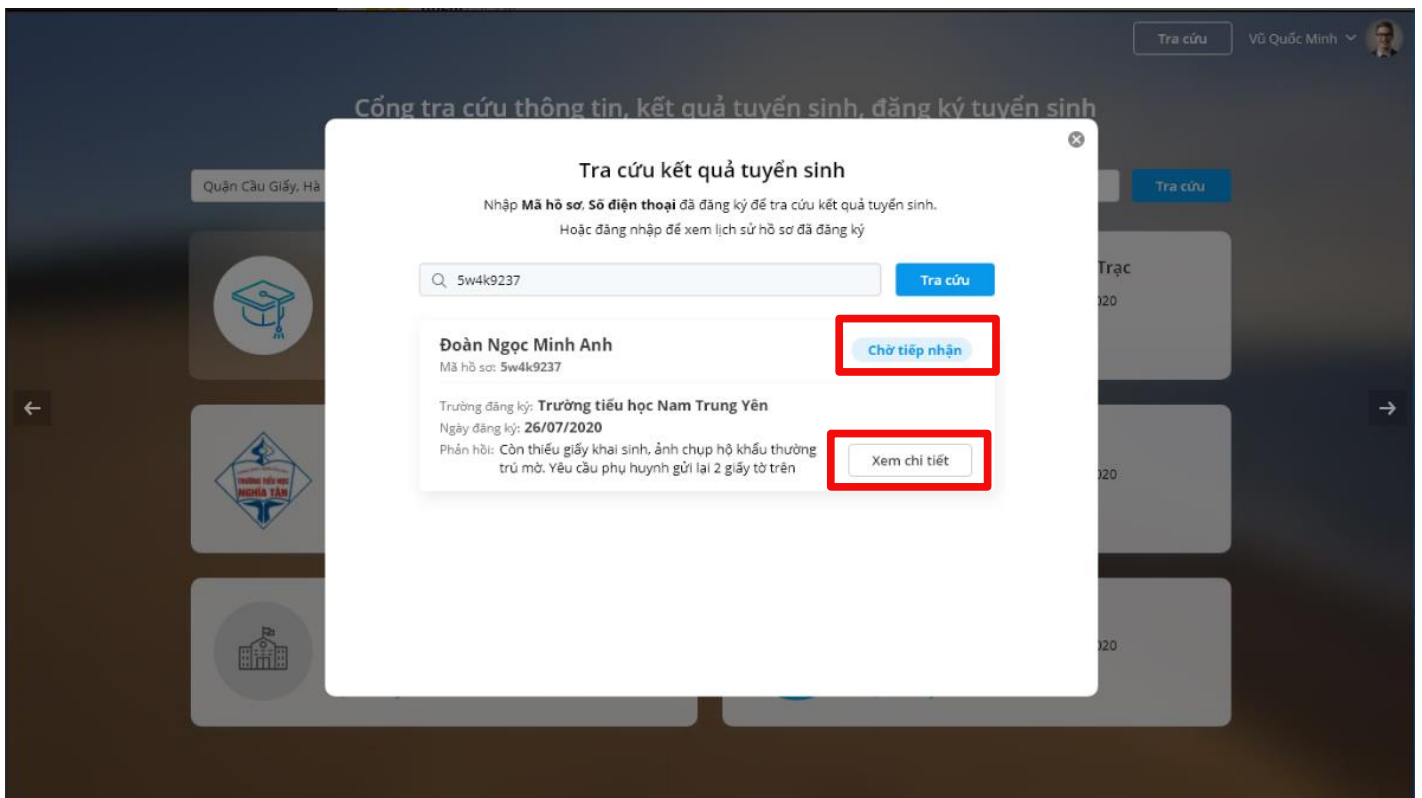 Tra cứu
Vũ Quốc Minh
Cổng tra cứu thông tin, kết quả tuyển sinh, đăng ký tuyển sinh
Tra cứu kết quả tuyển sinh
Quận Cầu Giấy, Hà
Tra cứu
Nhập Mã hồ sơ, Số điện thoại đã đăng ký để tra cứu kết quả tuyển sinh.
Hoặc đăng nhập để xem lịch sử hồ sơ đã đăng ký
5w4k9237
Tra cứu
Trạc
020
Đoàn Ngọc Minh Anh
Chờ tiếp nhận
Mã hồ sơ: 5w4k9237
Trường đăng ký: Trường tiểu học Nam Trung Yên
Ngày đăng ký: 26/07/2020
Phản hồi: Còn thiếu giấy khai sinh, ảnh chụp hộ khẩu thường
trú mờ. Yêu cầu phụ huynh gửi lại 2 giấy tờ trên
Xem chi tiết
TRƯỜNG TIỂU HỌC
NGHĨA TÂN
020
020